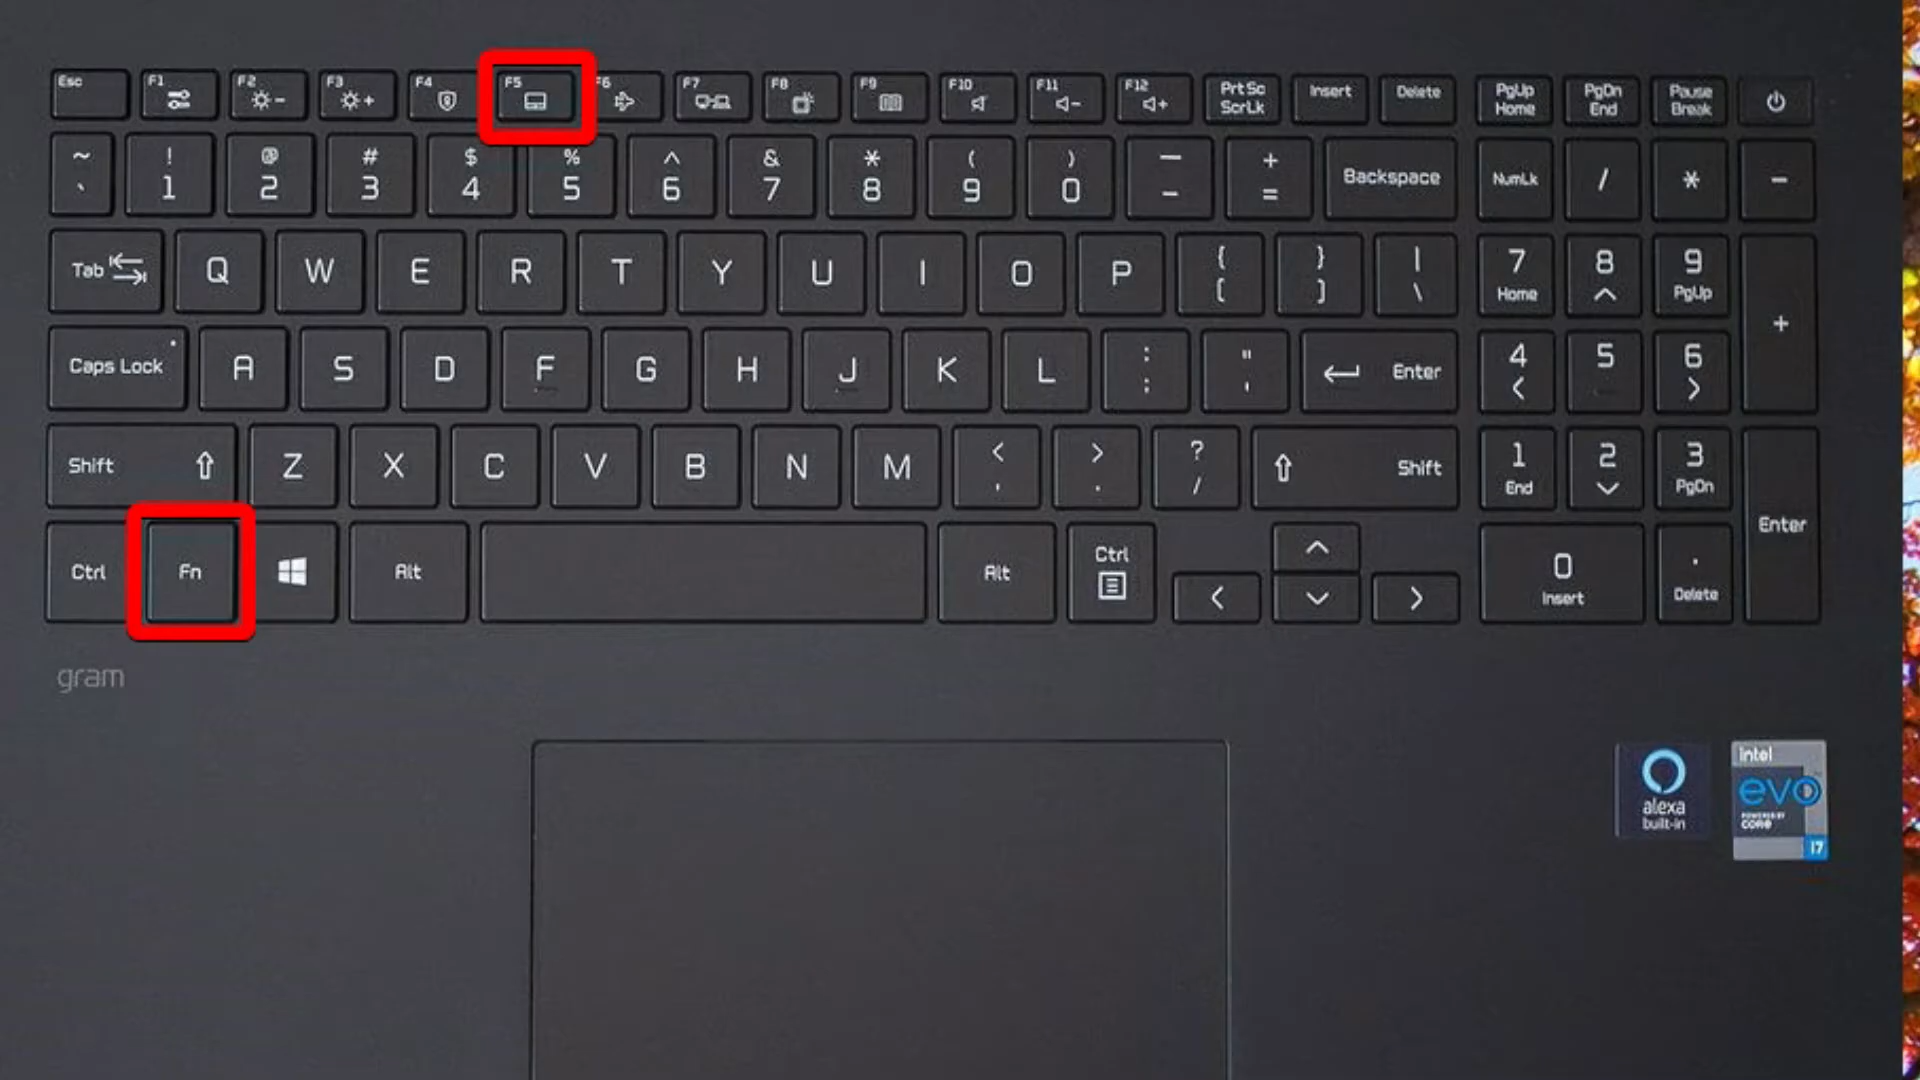 Esc F1 F2 - F3 + F4 F5 F6 F7 F8 F9 F10 F11 - F12 + PrtSc Insert Delete PgUp PgDn Pause
ScrLk Home End Break
~ ! @ # $ % ^ & * ( ) — + Backspace NumLk / * -
` 1 2 3 4 5 6 7 8 9 0 - =
Tab Q W E R T Y U I O P { } | 7 8 9 +
[ ] \ Home ^ PgUp
Caps Lock A S D F G H J K L : " Enter 4 5 6
; ' < >
Shift Z X C V B N M < > ? Shift 1 2 3 Enter
, . / End PgDn
Ctrl Fn Alt Alt Ctrl < > 0 .
Insert Delete
gram
alexa
built-in
intel
evo
POWERED BY
CORE
i7